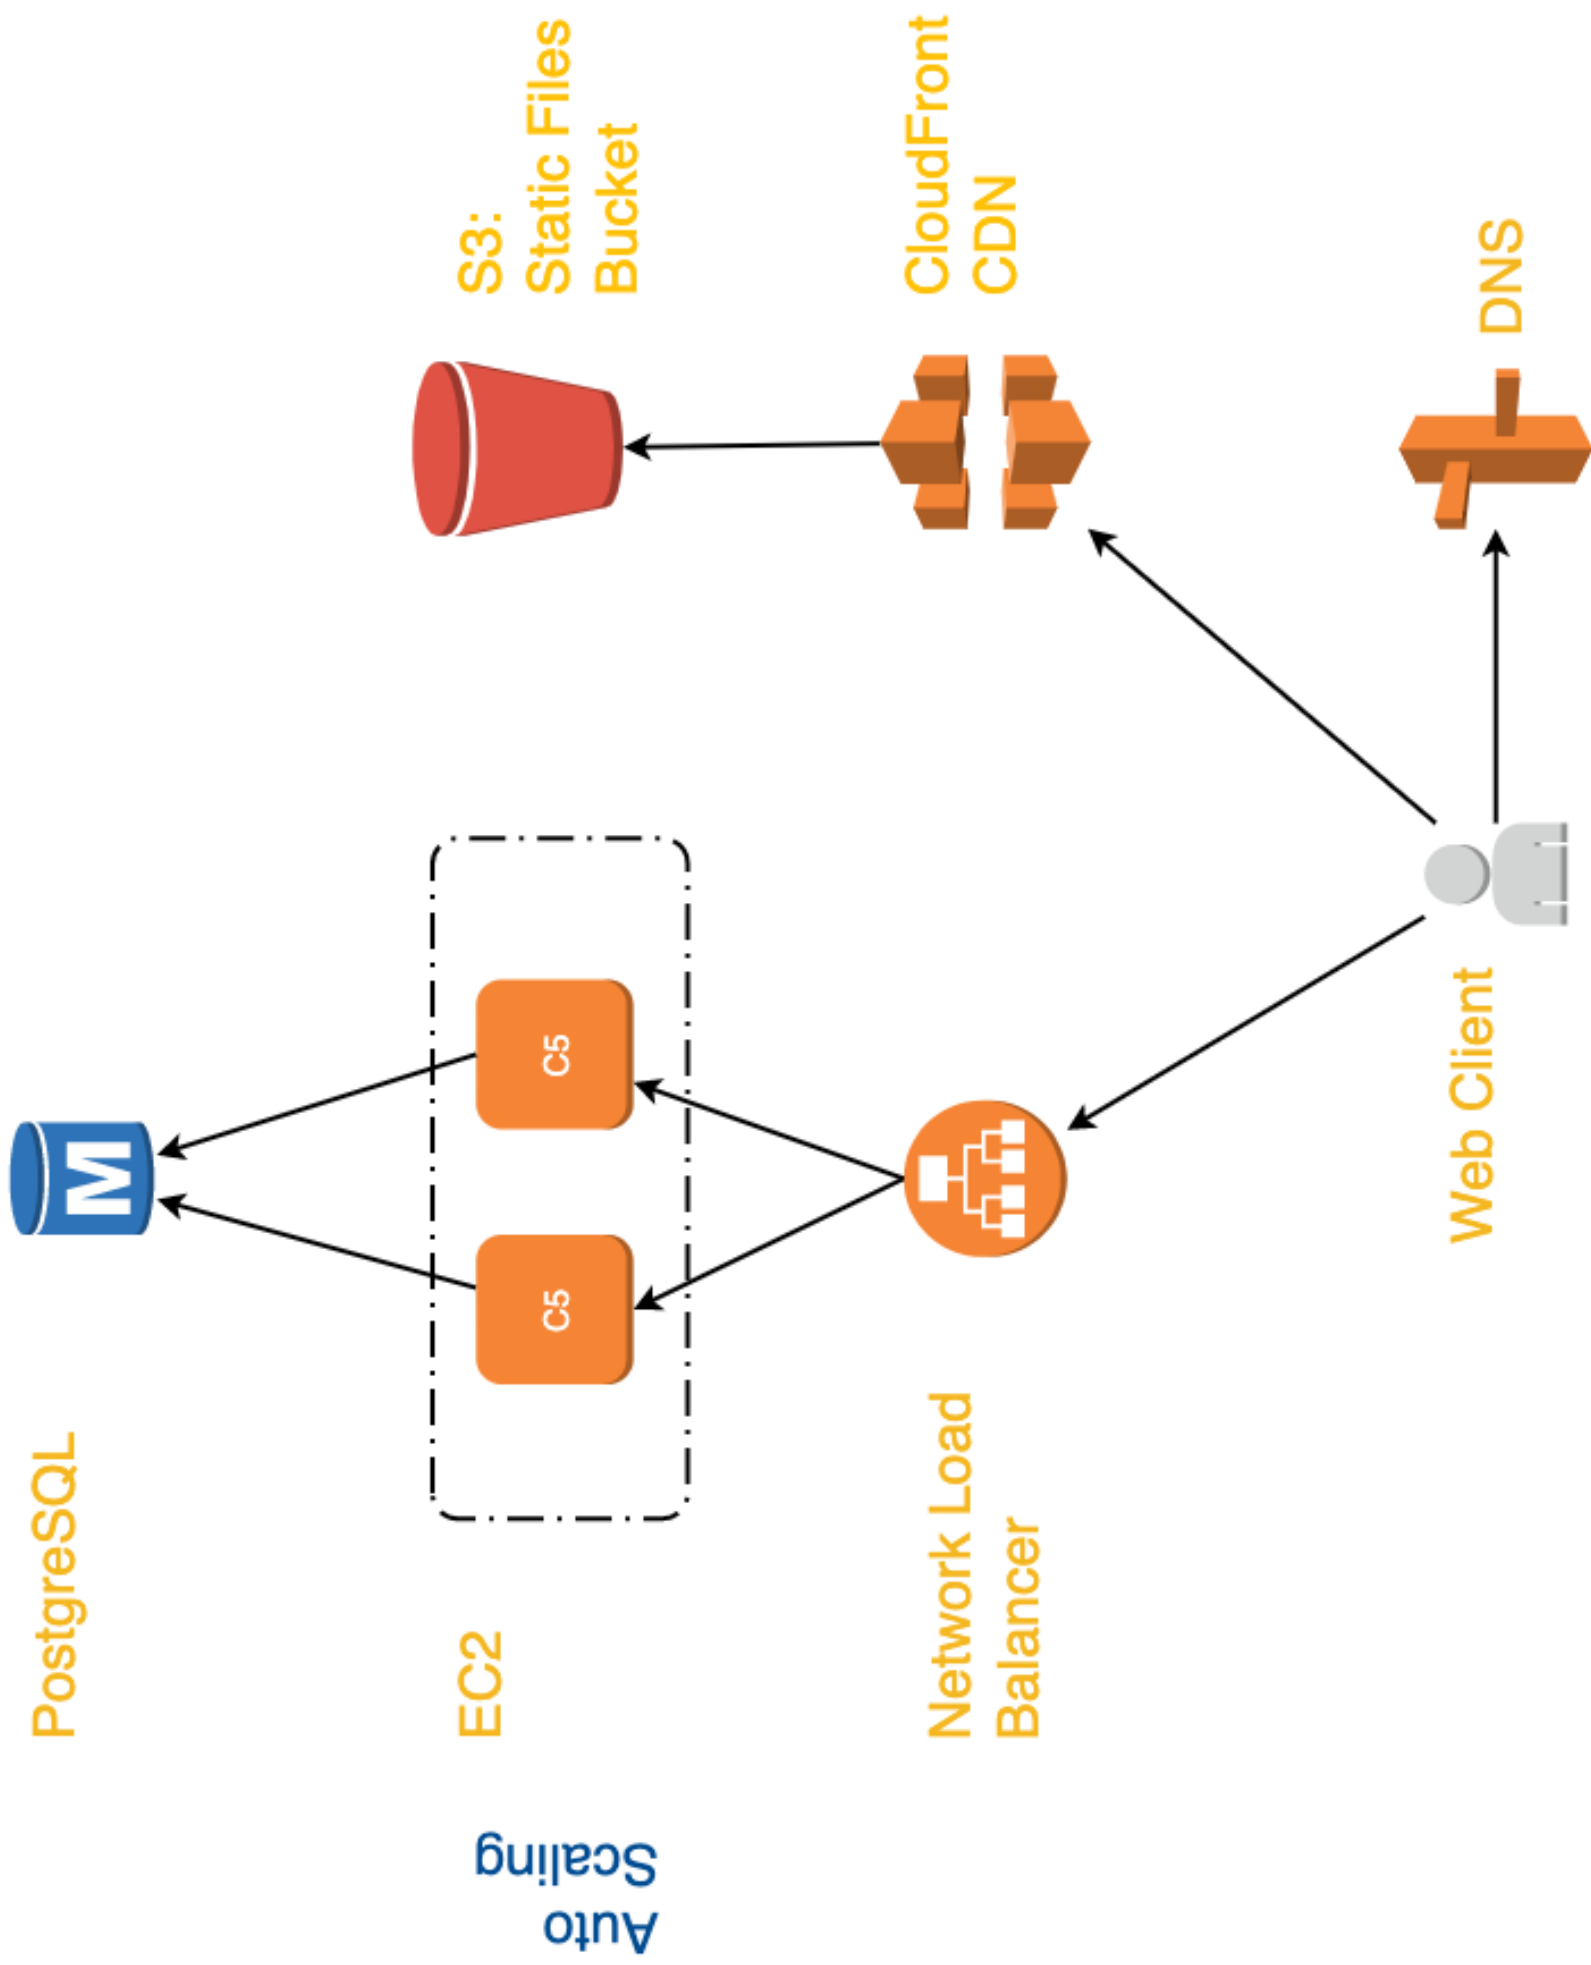 PostgreSQL
M
EC2
C5
C5
Auto
Scaling
Network Load
Balancer
Web Client
S3:
Static Files
Bucket
CloudFront
CDN
DNS